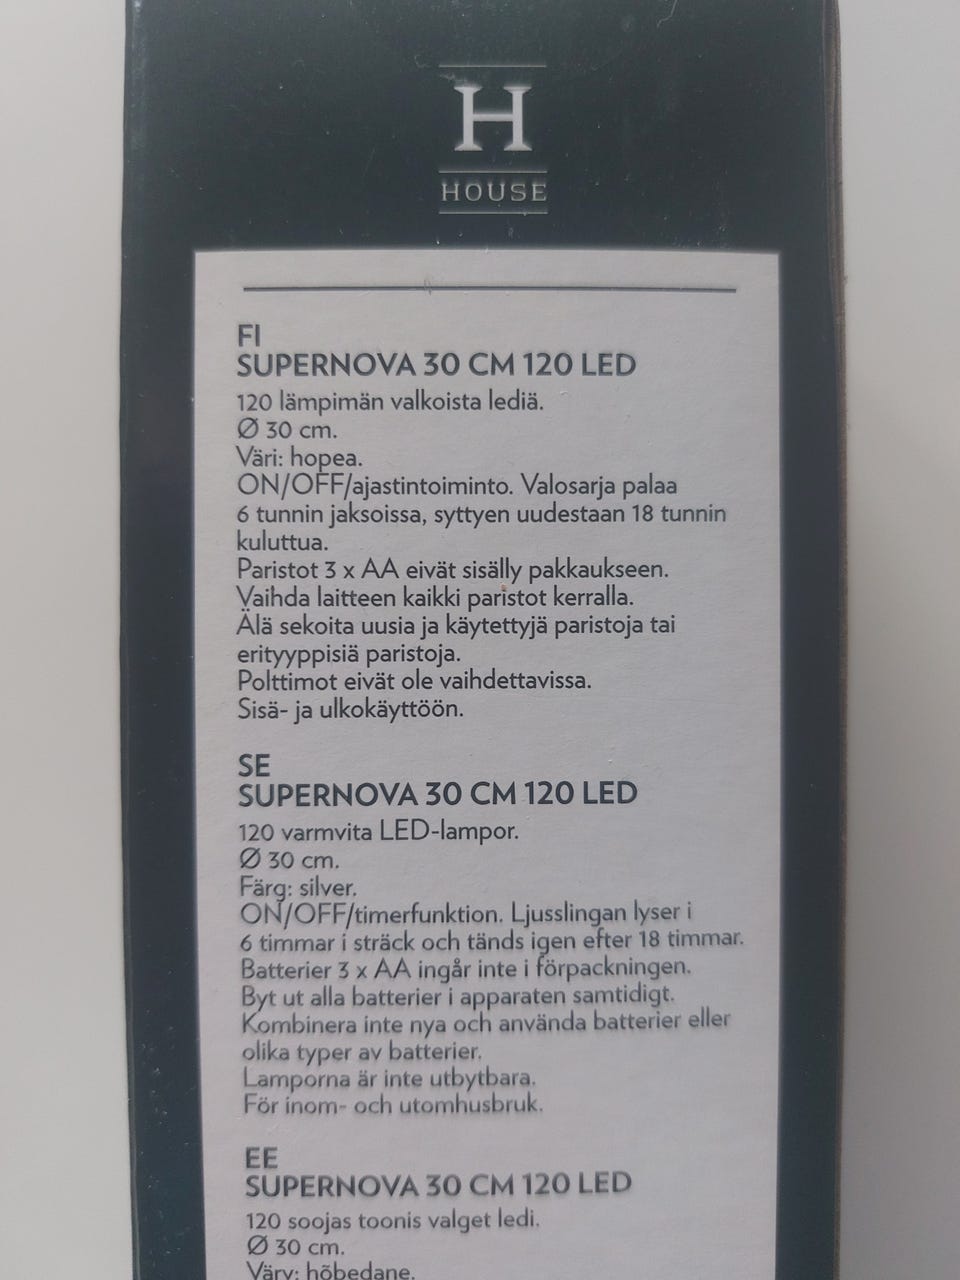 H
HOUSE
FI
SUPERNOVA 30 CM 120 LED
120 lämpimän valkoista lediä.
Ø 30 cm.
Väri: hopea.
ON/OFF/ajastintoiminto. Valosarja palaa
6 tunnin jaksoissa, syttyen uudestaan 18 tunnin
kuluttua.
Paristot 3 x AA eivät sisälly pakkaukseen.
Vaihda laitteen kaikki paristot kerralla.
Älä sekoita uusia ja käytettyjä paristoja tai
erityyppisiä paristoja.
Polttimot eivät ole vaihdettavissa.
Sisä- ja ulkokäyttöön.
SE
SUPERNOVA 30 CM 120 LED
120 varmvita LED-lampor.
Ø 30 cm.
Färg: silver.
ON/OFF/timerfunktion. Ljusslingan lyser i
6 timmar i sträck och tänds igen efter 18 timmar.
Batterier 3 x AA ingår inte i förpackningen.
Byt ut alla batterier i apparaten samtidigt.
Kombinera inte nya och använda batterier eller
olika typer av batterier.
Lamporna är inte utbytbara.
För inom- och utomhusbruk.
EE
SUPERNOVA 30 CM 120 LED
120 soojas toonis valget ledi.
Ø 30 cm.
Värv: hõbedane.